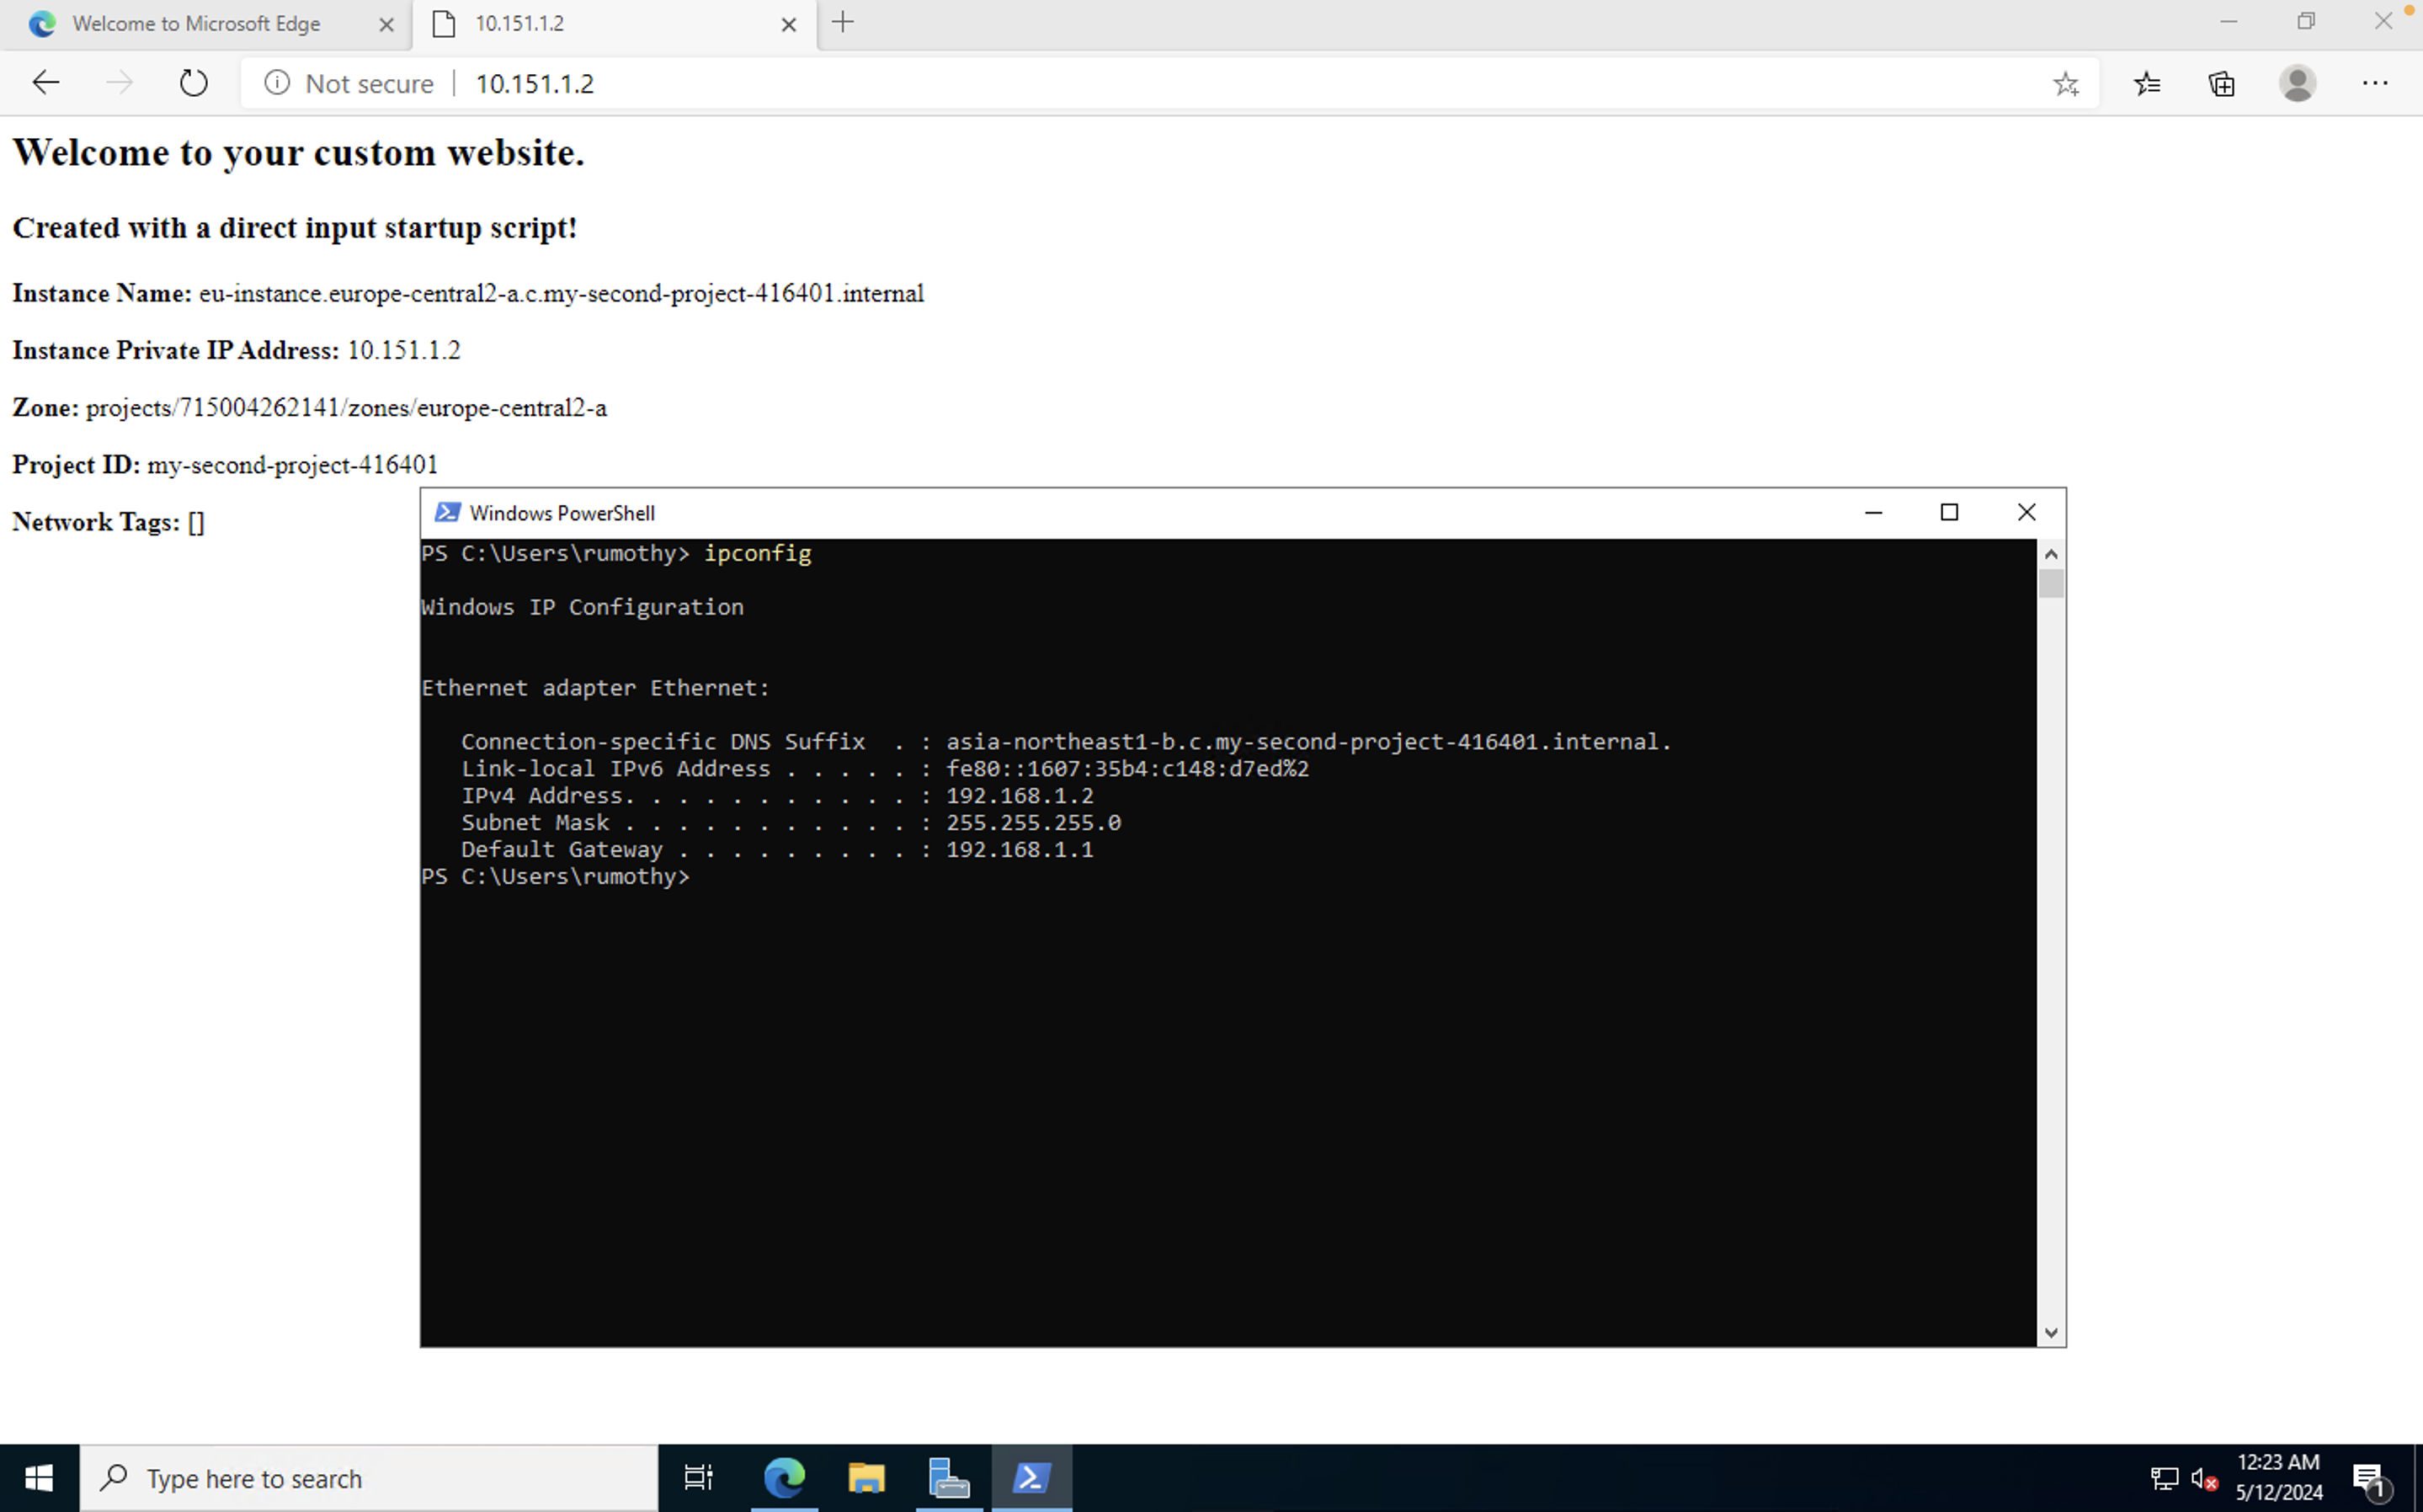 Welcome to Microsoft Edge
10.151.1.2
Not secure 10.151.1.2
Welcome to your custom website.
Created with a direct input startup script!
Instance Name: eu-instance.europe-central2-a.c.my-second-project-416401.internal
Instance Private IP Address: 10.151.1.2
Zone: projects/715004262141/zones/europe-central2-a
Project ID: my-second-project-416401
Network Tags: []
Windows PowerShell
PS C:\Users\rumothy> ipconfig
Windows IP Configuration
Ethernet adapter Ethernet:
Connection-specific DNS Suffix  . : asia-northeast1-b.c.my-second-project-416401.internal.
Link-local IPv6 Address . . . . . : fe80::1607:35b4:c148:d7ed%2
IPv4 Address. . . . . . . . . . . : 192.168.1.2
Subnet Mask . . . . . . . . . . . : 255.255.255.0
Default Gateway . . . . . . . . . : 192.168.1.1
PS C:\Users\rumothy>
Type here to search
12:23 AM
5/12/2024
1